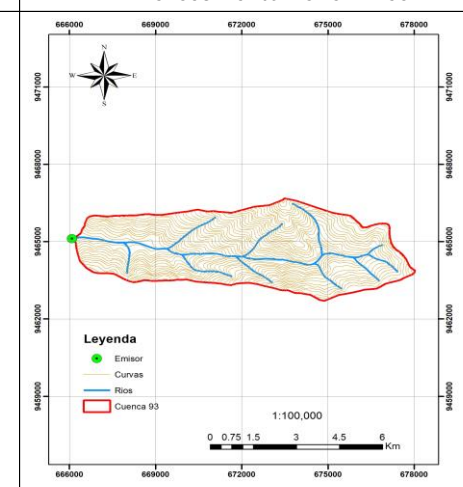 666000 669000 672000 675000 678000
N
W E
S
9471000 9471000
9468000 9468000
9465000 9465000
9462000 9462000
9459000 9459000
Leyenda
Emisor
Curvas
Rios
Cuenca 93
1:100,000
0 0.75 1.5 3 4.5 6
Km
666000 669000 672000 675000 678000